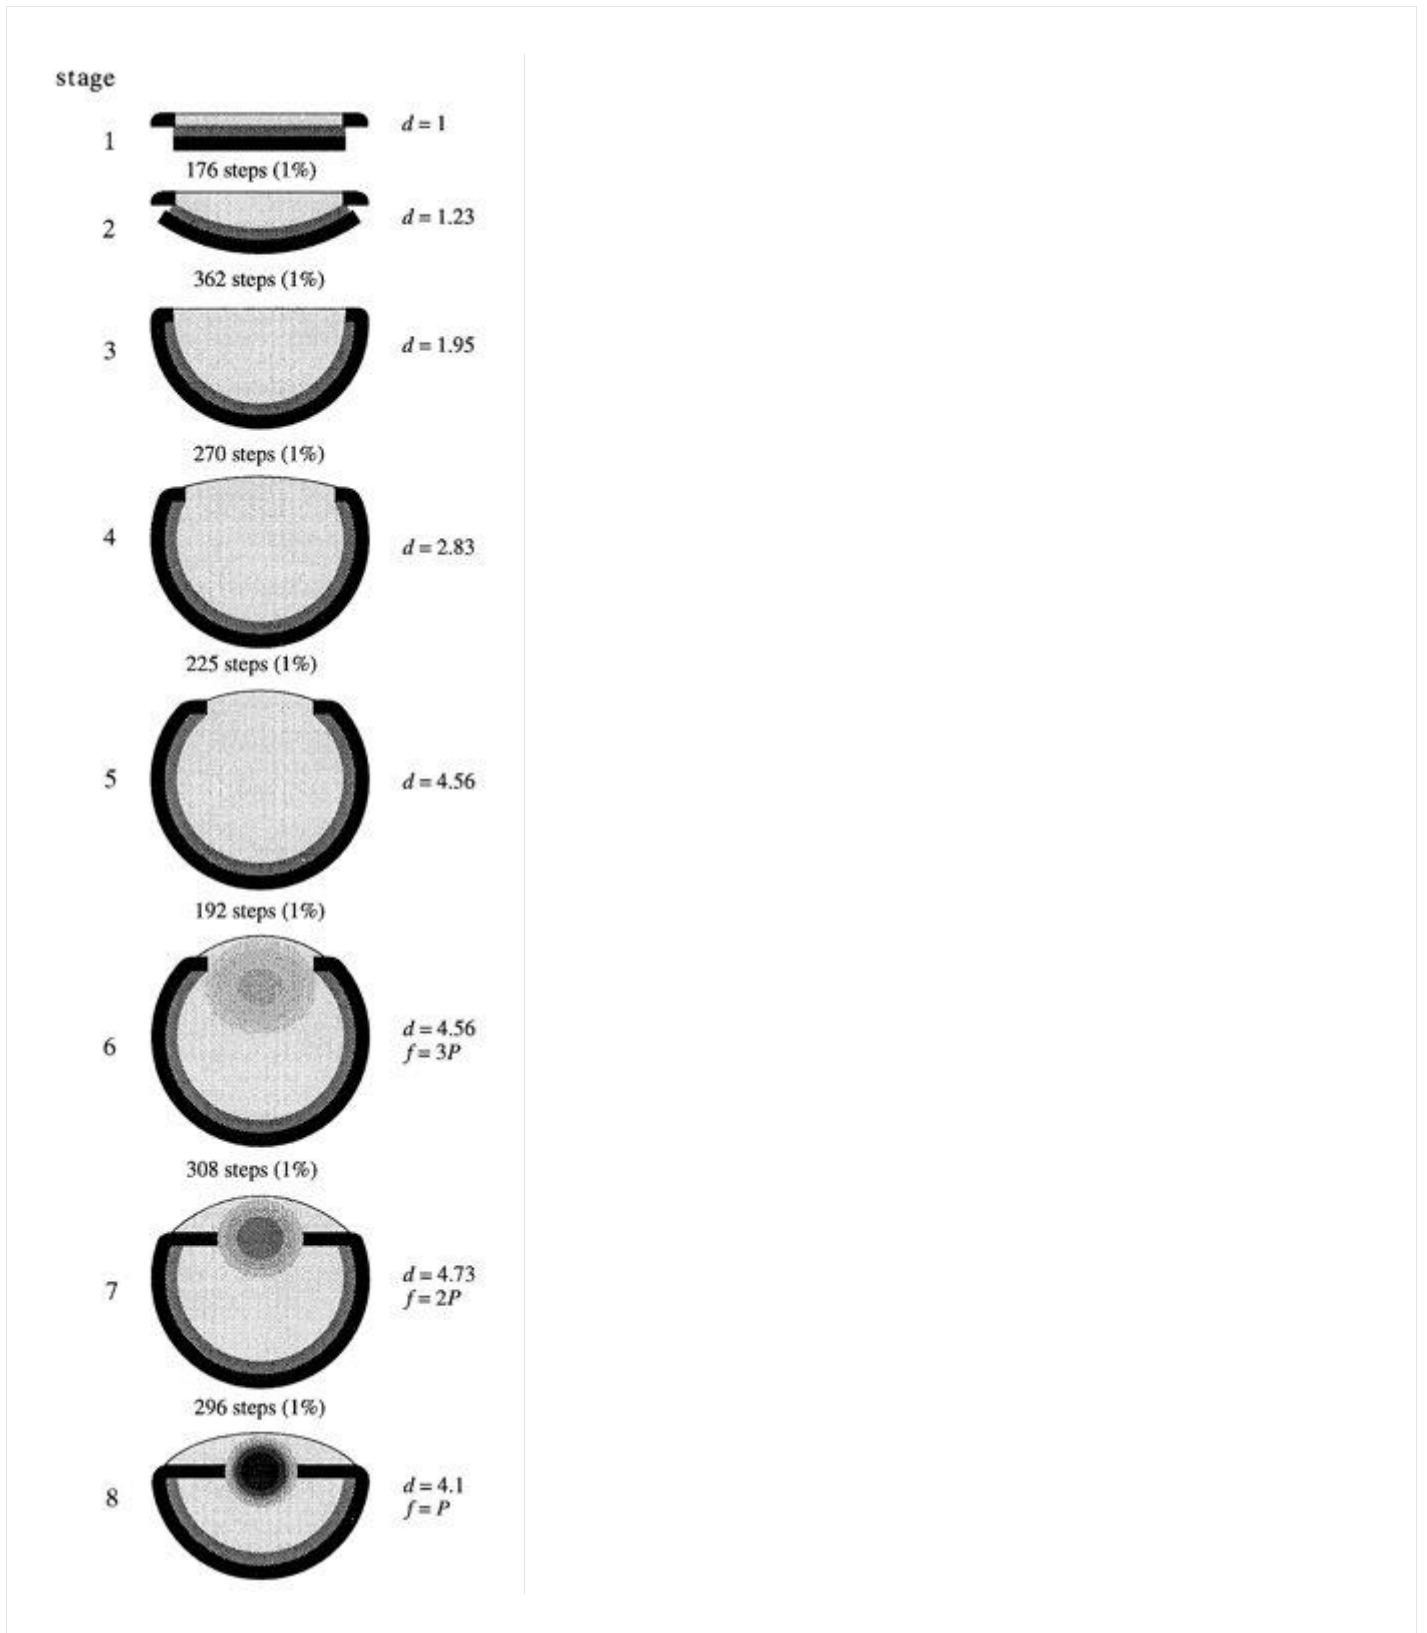 stage
1
d = 1
176 steps (1%)
2
d = 1.23
362 steps (1%)
3
d = 1.95
270 steps (1%)
4
d = 2.83
225 steps (1%)
5
d = 4.56
192 steps (1%)
6
d = 4.56
f = 3P
308 steps (1%)
7
d = 4.73
f = 2P
296 steps (1%)
8
d = 4.1
f = P